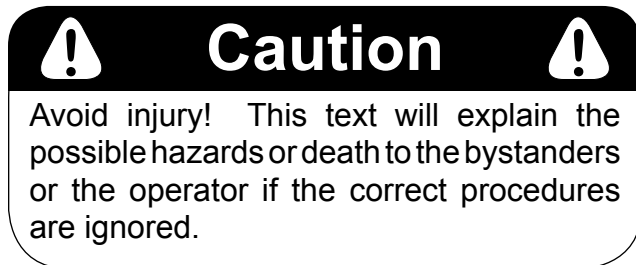 Caution
Avoid injury! This text will explain the
possible hazards or death to the bystanders
or the operator if the correct procedures
are ignored.